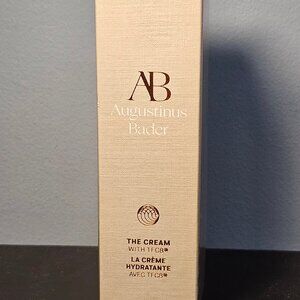 AB
Augustinus
Bader
THE CREAM
WITH TFC8®
LA CRÈME
HYDRATANTE
AVEC TFC8®